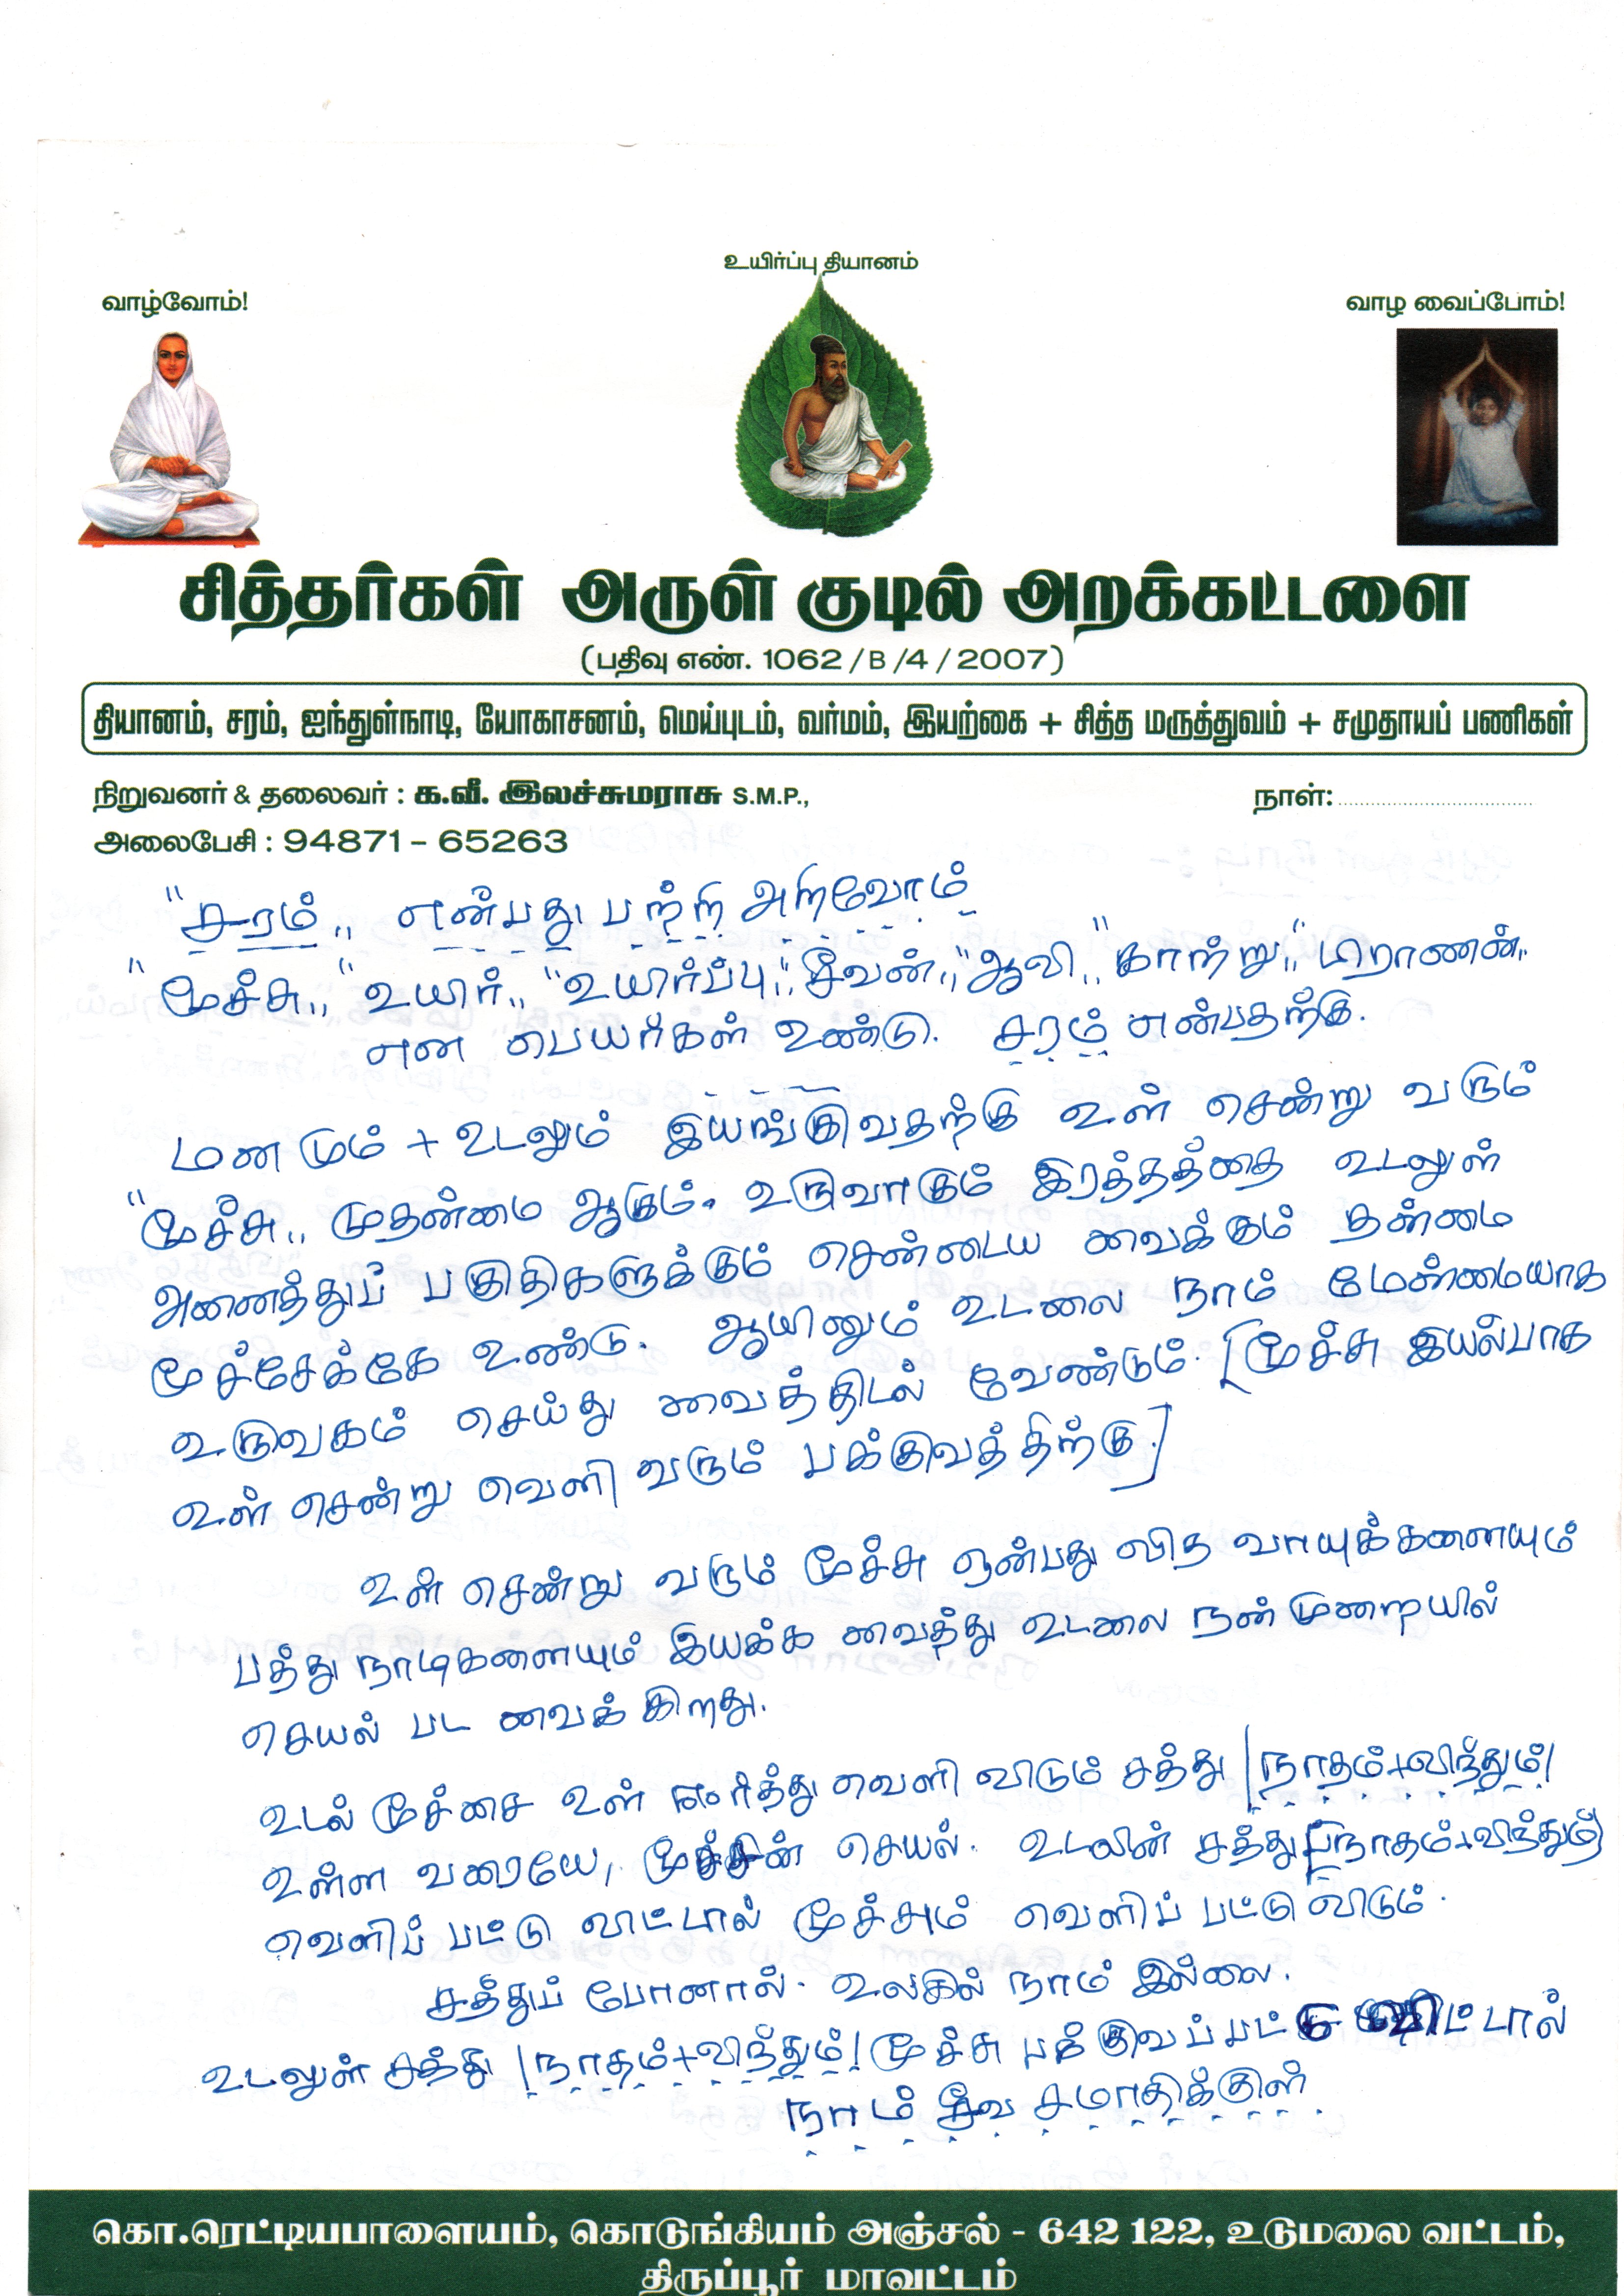 உயிர்ப்பு தியானம்
வாழ்வோம்!
வாழ வைப்போம்!
சித்தர்கள் அருள் குடில் அறக்கட்டளை
(பதிவு எண். 1062 / B / 4 / 2007)
தியானம், சரம், ஐந்துள்நாடி, யோகாசனம், மெய்புடம், வர்மம், இயற்கை + சித்த மருத்துவம் + சமுதாயப் பணிகள்
நிறுவனர் & தலைவர் : க.வீ. இலச்சுமராசு S.M.P.,
நாள்:
அலைபேசி : 94871 – 65263
"சரம்,, என்பது பற்றி அறிவோம்
"மூச்சு,, "உயிர்,, "உயிர்ப்பு,, "சீவன்,, "ஆவி,, "காற்று,, "பிராணன்,,
என பெயர்கள் உண்டு. சரம் என்பதற்கு.
மனமும் + உடலும் இயங்குவதற்கு உள் சென்று வரும்
"மூச்சு,, முதன்மை ஆகும். உருவாகும் இரத்தத்தை உடலுள்
அனைத்துப் பகுதிகளுக்கும் சென்டைய வைக்கும் தன்மை
மூச்சேக்கே உண்டு. ஆயினும் உடலை நாம் மேன்மையாக
உருவகம் செய்து வைத்திடல் வேண்டும். [மூச்சு இயல்பாக
உள் சென்று வெளி வரும் பக்குவத்திற்கு.]
உள் சென்று வரும் மூச்சு ஒன்பது வித வாயுக்களையும்
பத்து நாடிகளையும் இயக்க வைத்து உடலை நன் முறையில்
செயல் பட வைக்கிறது.
உடல் மூச்சை உள் ஈர்த்து வெளி விடும் சத்து |நாதம்+விந்தும்|
உள்ள வரையே, மூச்சின் செயல். உடலின் சத்து [நாதம்+விந்தும்]
வெளிப் பட்டு விட்டால் மூச்சும் வெளிப் பட்டு விடும்.
சத்துப் போனால். உலகில் நாம் இல்லை.
உடலுள் சத்து |நாதம்+விந்தும்| மூச்சு பக்குவப்பட்டு விட்டால்
நாம் சீவ சமாதிக்குள்
கொ.ரெட்டியபாளையம், கொடுங்கியம் அஞ்சல் - 642 122, உடுமலை வட்டம்,
திருப்பூர் மாவட்டம்